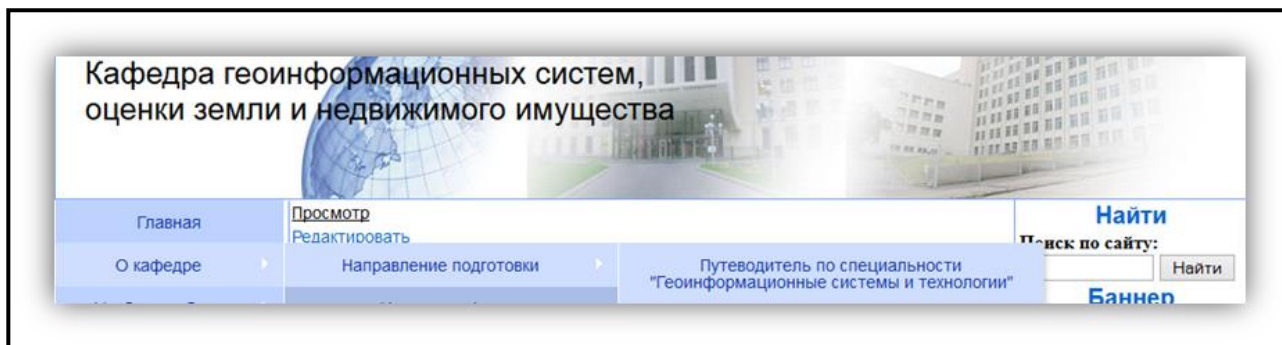 Кафедра геоинформационных систем,
оценки земли и недвижимого имущества
Главная
Просмотр
Редактировать
Найти
Поиск по сайту:
О кафедре
Направление подготовки
Путеводитель по специальности
"Геоинформационные системы и технологии"
Найти
Баннер